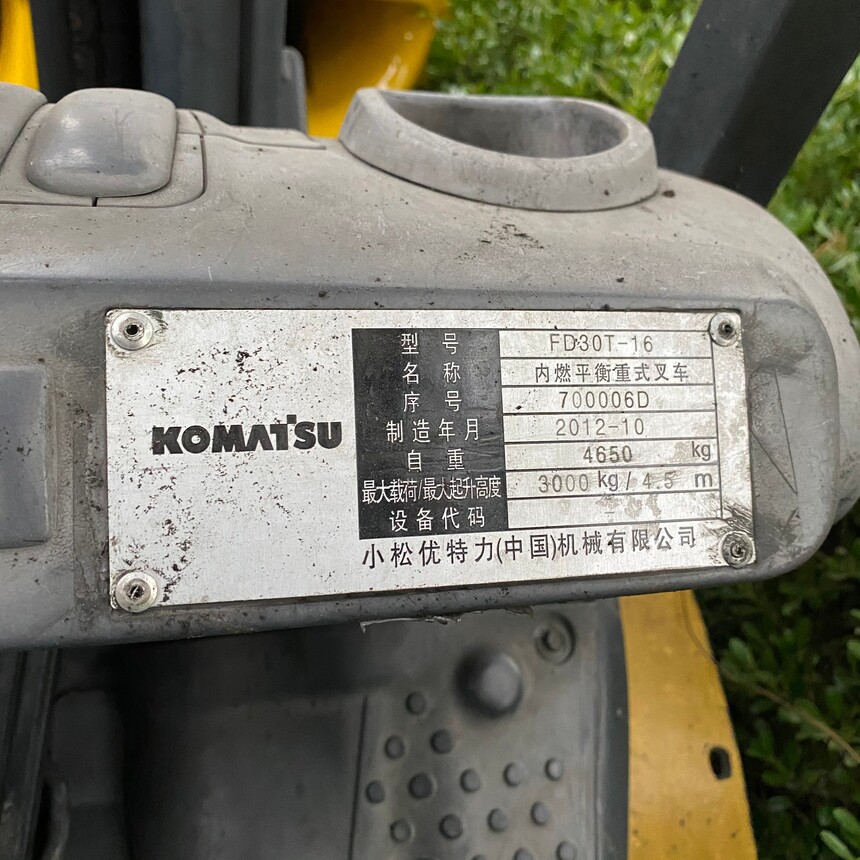 KOMATSU
型号 FD30T-16
名称 内燃平衡重式叉车
序号 700006D
制造年月 2012-10
自重 4650 kg
最大载荷/最大起升高度 3000 kg / 4.5 m
设备代码 —
小松优特力(中国)机械有限公司